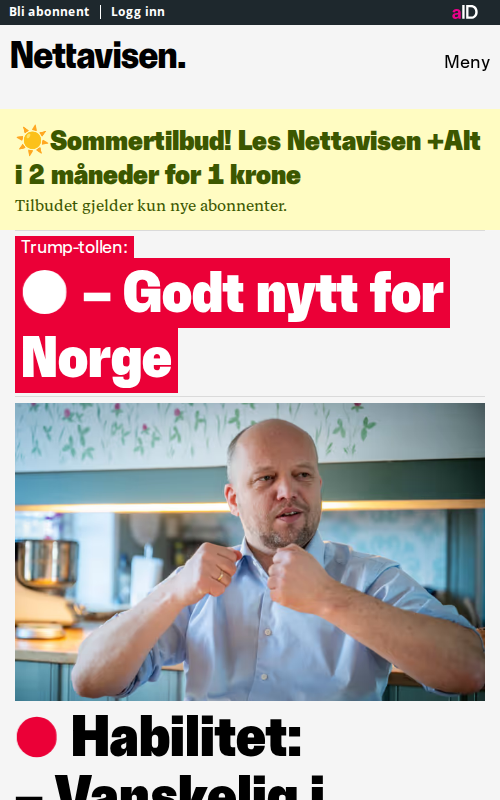 Bli abonnent | Logg inn
aID
Nettavisen.
Meny
Sommertilbud! Les Nettavisen +Alt
i 2 måneder for 1 krone
Tilbudet gjelder kun nye abonnenter.
Trump-tollen:
– Godt nytt for
Norge
Habilitet:
– Vanskelig i